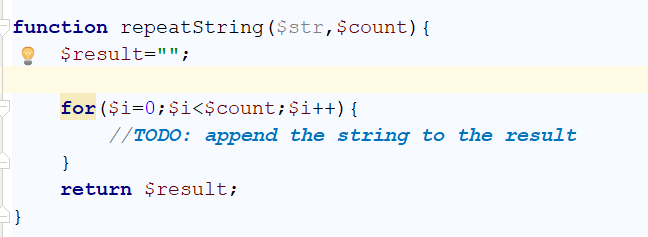 function repeatString($str,$count){
    $result="";
    for($i=0;$i<$count;$i++){
        //TODO: append the string to the result
    }
    return $result;
}